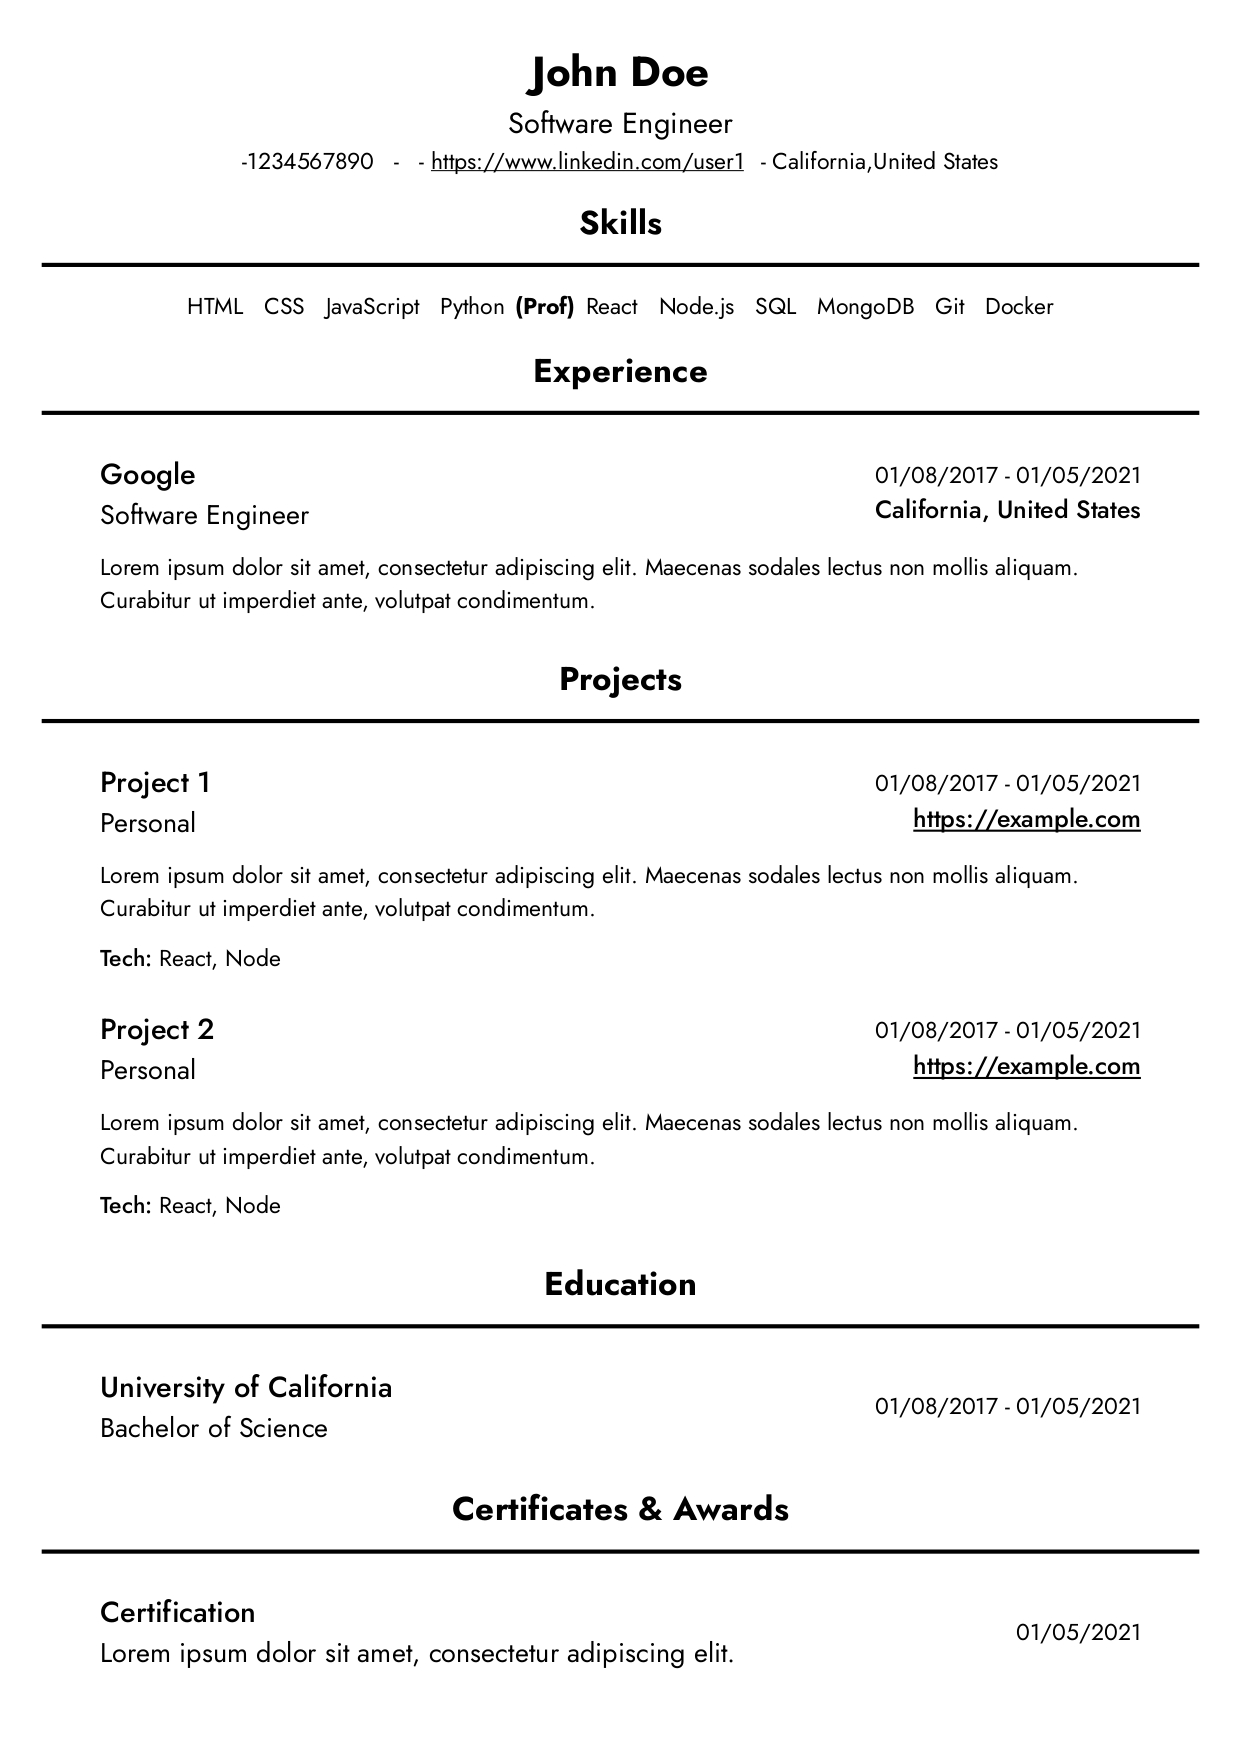 John Doe
Software Engineer
-1234567890 - - https://www.linkedin.com/user1 - California,United States
Skills
HTML CSS JavaScript Python (Prof) React Node.js SQL MongoDB Git Docker
Experience
Google
01/08/2017 - 01/05/2021
Software Engineer
California, United States
Lorem ipsum dolor sit amet, consectetur adipiscing elit. Maecenas sodales lectus non mollis aliquam.
Curabitur ut imperdiet ante, volutpat condimentum.
Projects
Project 1
01/08/2017 - 01/05/2021
Personal
https://example.com
Lorem ipsum dolor sit amet, consectetur adipiscing elit. Maecenas sodales lectus non mollis aliquam.
Curabitur ut imperdiet ante, volutpat condimentum.
Tech: React, Node
Project 2
01/08/2017 - 01/05/2021
Personal
https://example.com
Lorem ipsum dolor sit amet, consectetur adipiscing elit. Maecenas sodales lectus non mollis aliquam.
Curabitur ut imperdiet ante, volutpat condimentum.
Tech: React, Node
Education
University of California
01/08/2017 - 01/05/2021
Bachelor of Science
Certificates & Awards
Certification
01/05/2021
Lorem ipsum dolor sit amet, consectetur adipiscing elit.